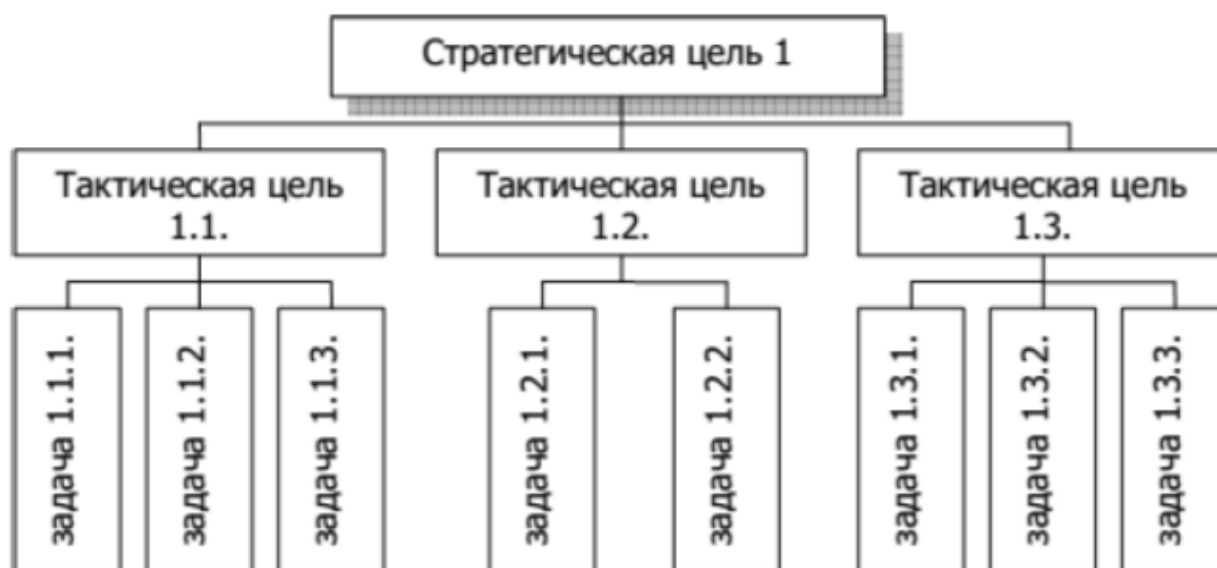 Стратегическая цель 1
Тактическая цель
1.1.
Тактическая цель
1.2.
Тактическая цель
1.3.
задача 1.1.1.
задача 1.1.2.
задача 1.1.3.
задача 1.2.1.
задача 1.2.2.
задача 1.3.1.
задача 1.3.2.
задача 1.3.3.